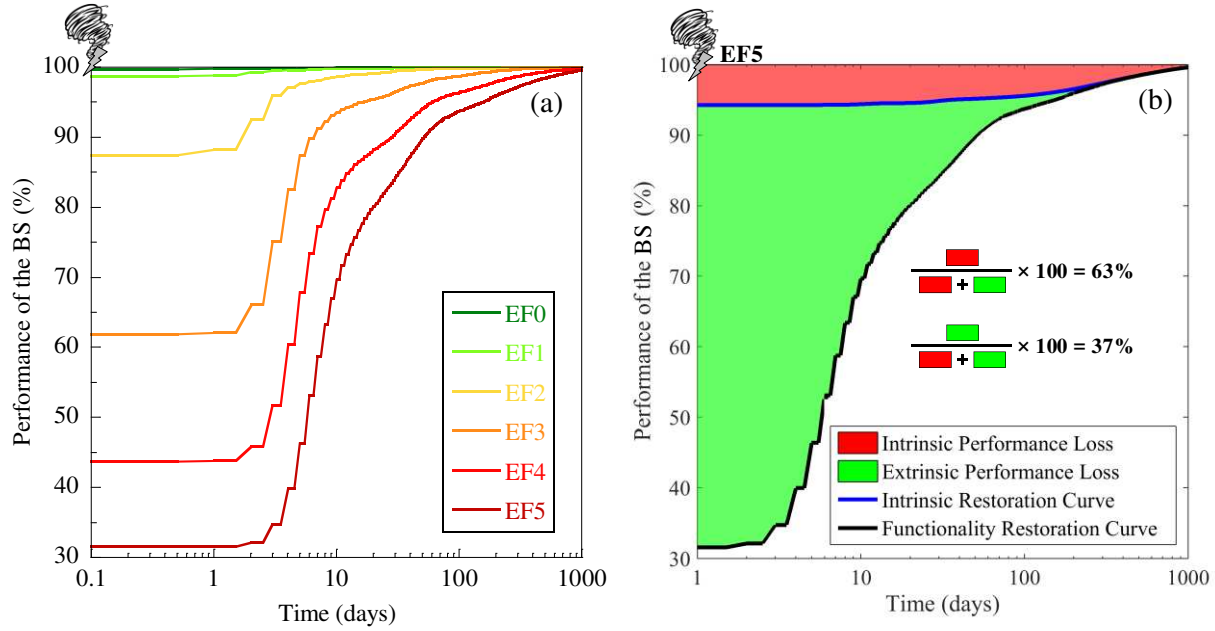 100
90
80
70
60
50
40
30
Performance of the BS (%)
(a)
EF0
EF1
EF2
EF3
EF4
EF5
0.1
1
10
100
1000
Time (days)
EF5
100
90
80
70
60
50
40
30
Performance of the BS (%)
(b)
+
× 100 = 63%
+
× 100 = 37%
Intrinsic Performance Loss
Extrinsic Performance Loss
Intrinsic Restoration Curve
Functionality Restoration Curve
1
10
100
1000
Time (days)